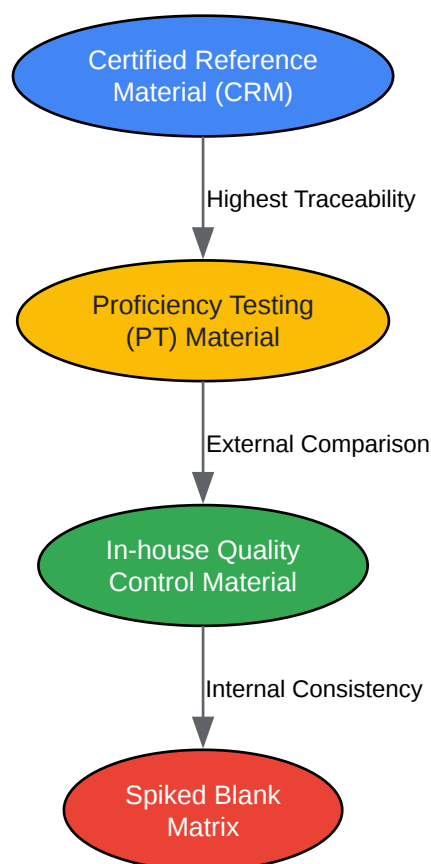 Certified Reference
Material (CRM)
Highest Traceability
Proficiency Testing
(PT) Material
External Comparison
In-house Quality
Control Material
Internal Consistency
Spiked Blank
Matrix